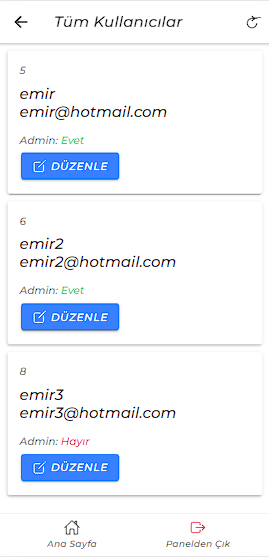 Tüm Kullanıcılar
5
emir
emir@hotmail.com
Admin: Evet
DÜZENLE
6
emir2
emir2@hotmail.com
Admin: Evet
DÜZENLE
8
emir3
emir3@hotmail.com
Admin: Hayır
DÜZENLE
Ana Sayfa
Panelden Çık